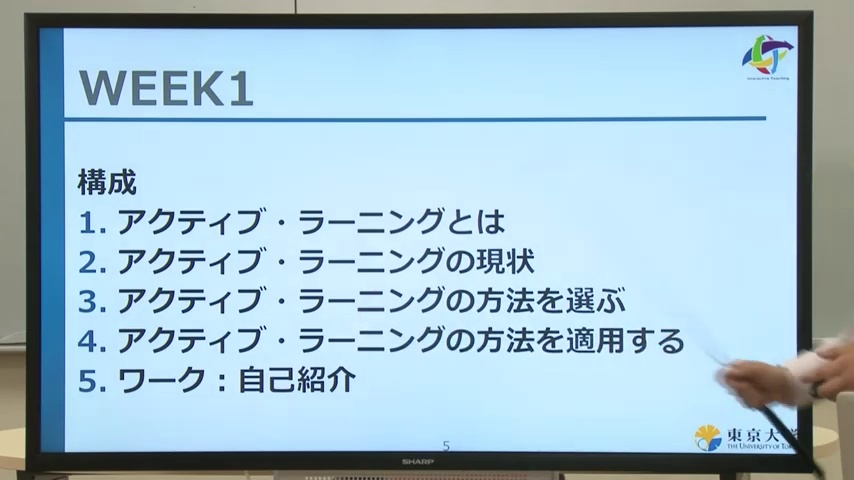 WEEK1
Interactive Teaching
構成
1. アクティブ・ラーニングとは
2. アクティブ・ラーニングの現状
3. アクティブ・ラーニングの方法を選ぶ
4. アクティブ・ラーニングの方法を適用する
5. ワーク：自己紹介
5
東京大学
THE UNIVERSITY OF
SHARP